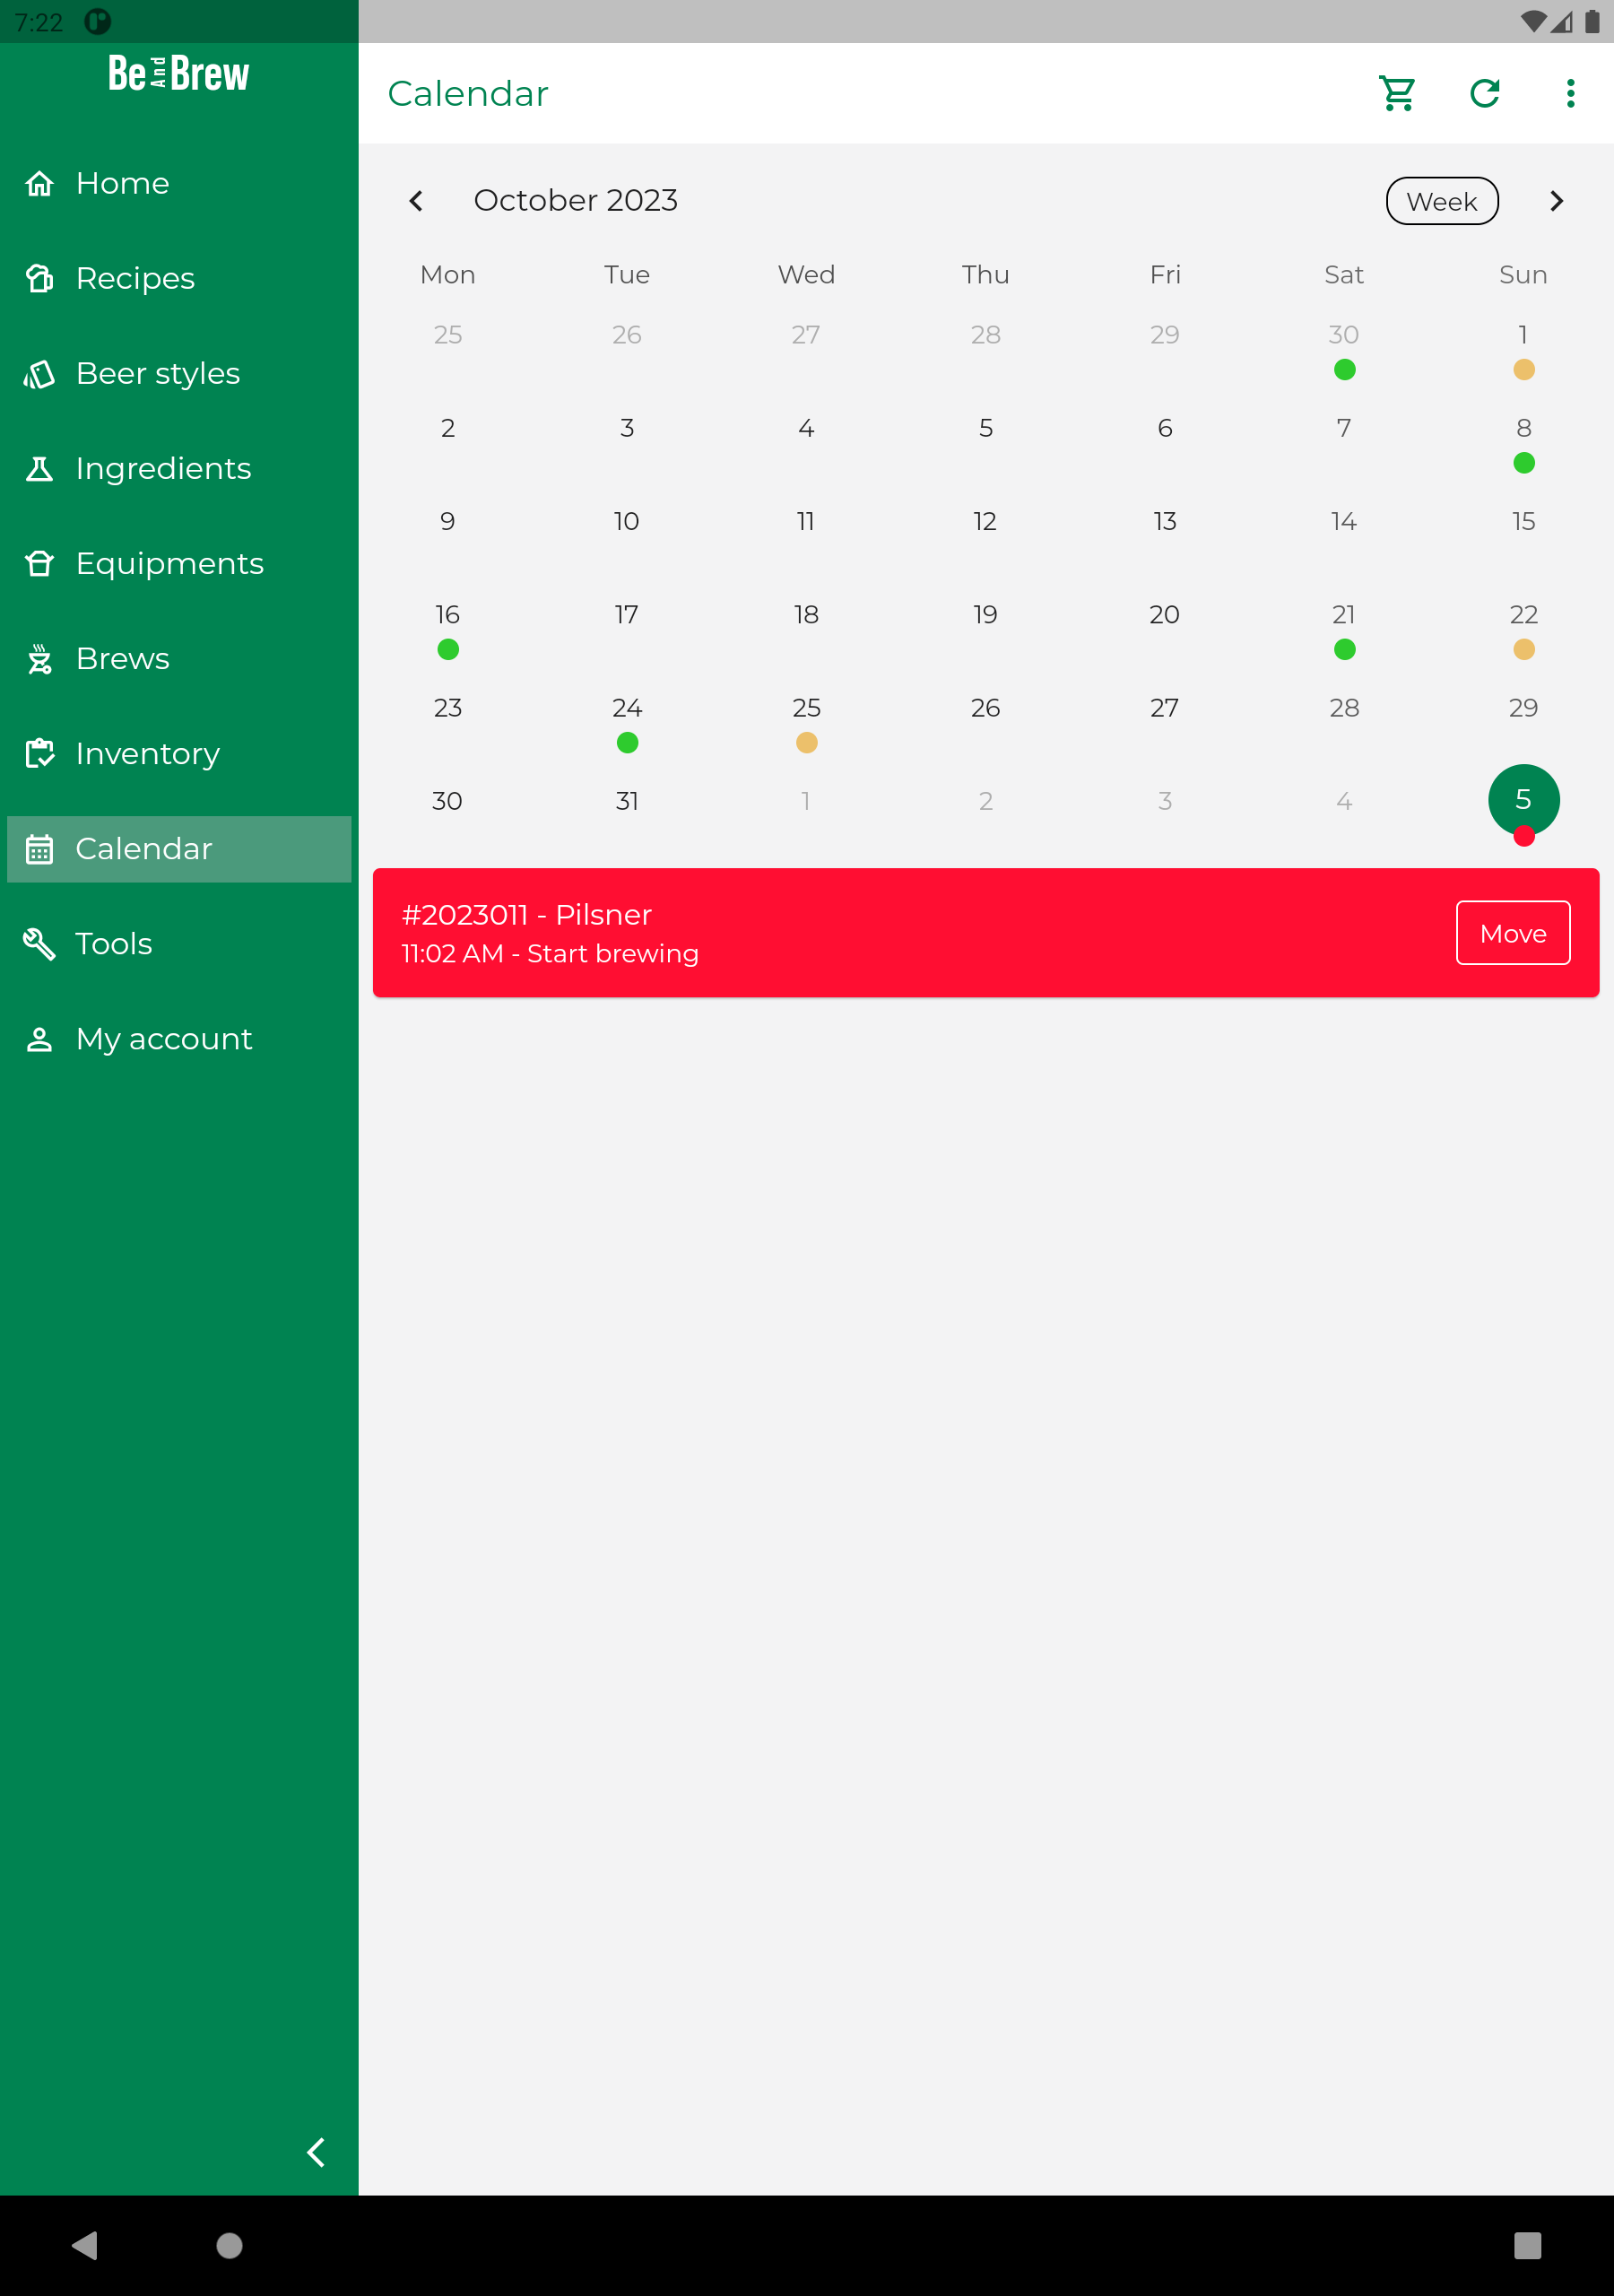 7:22
Be And Brew
Home
Recipes
Beer styles
Ingredients
Equipments
Brews
Inventory
Calendar
Tools
My account
Calendar
October 2023
Week
Mon Tue Wed Thu Fri Sat Sun
25 26 27 28 29 30 1
2 3 4 5 6 7 8
9 10 11 12 13 14 15
16 17 18 19 20 21 22
23 24 25 26 27 28 29
30 31 1 2 3 4 5
#2023011 - Pilsner
11:02 AM - Start brewing
Move